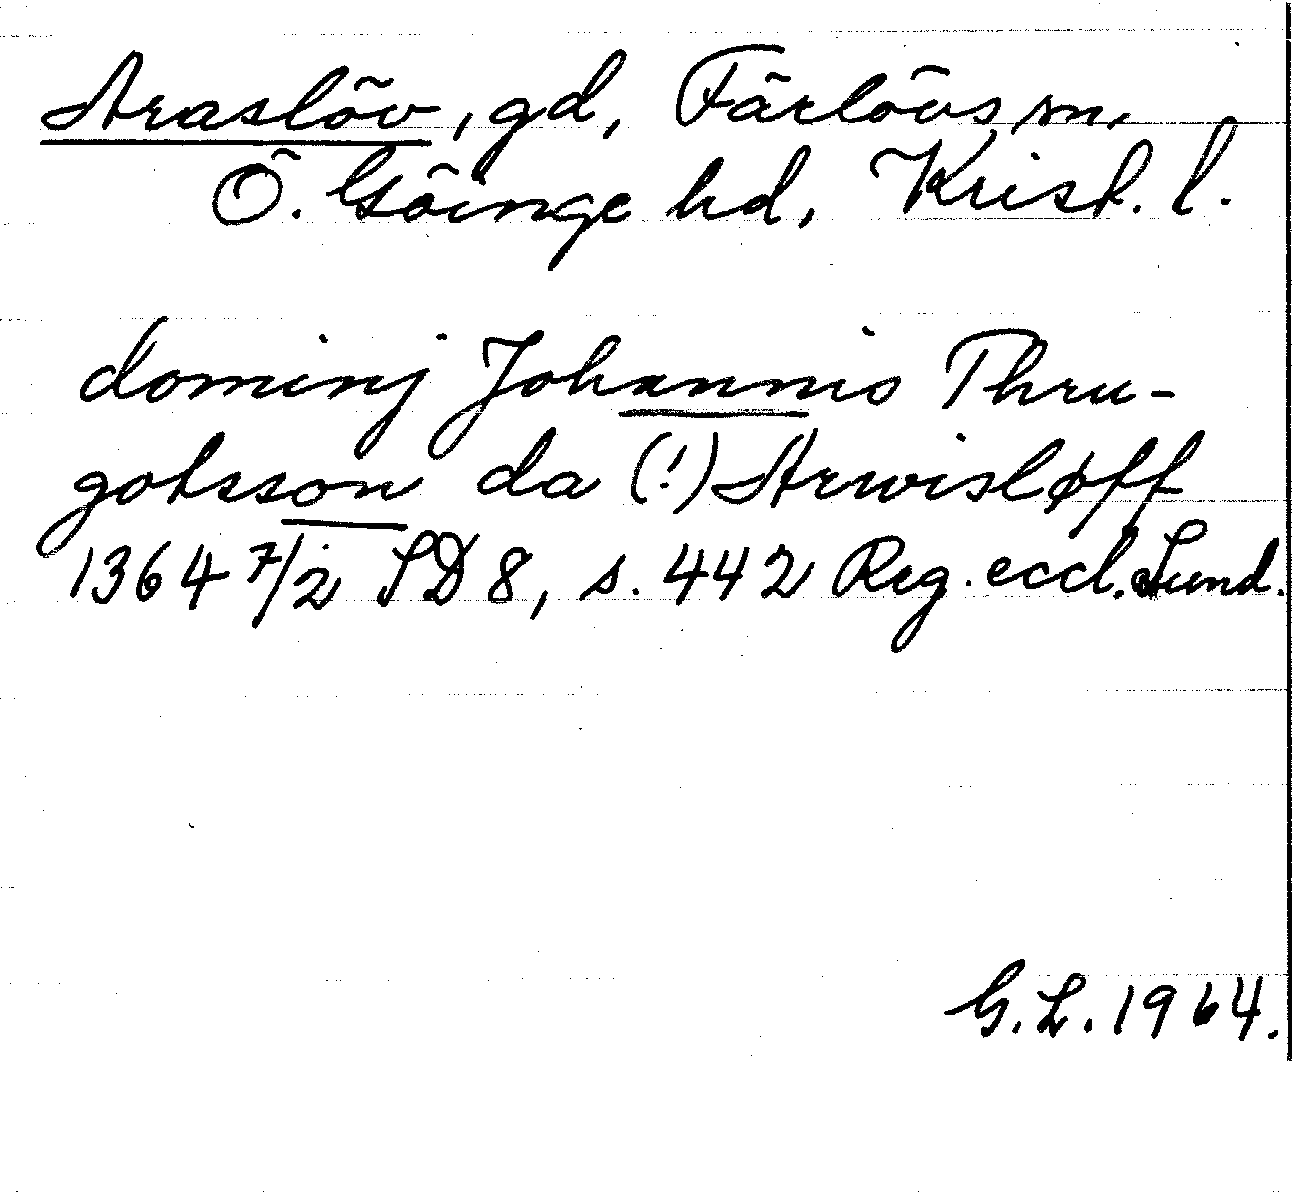 Araslöv, gd, Färlövs sn,
Ö. Göinge hd, Krist. l.
dominj Johannis Thru-
gotsson da (!) Arwisløff
1364 7/2 SD 8, s. 442 Reg. eccl. Lund.
G. L. 1964.